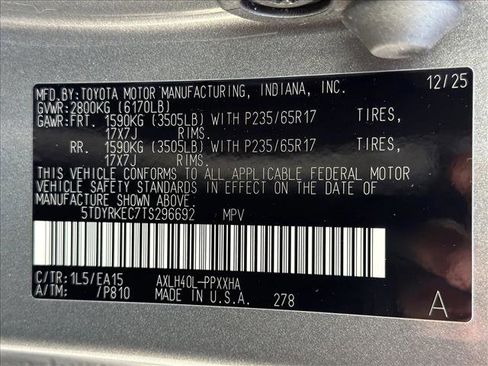 MFD.BY: TOYOTA MOTOR MANUFACTURING, INDIANA, INC. 12/25
GVWR: 2800KG (6170LB)
GAWR: FRT. 1590KG (3505LB) WITH P235/65R17 TIRES,
17X7J RIMS.
RR. 1590KG (3505LB) WITH P235/65R17 TIRES,
17X7J RIMS.
THIS VEHICLE CONFORMS TO ALL APPLICABLE FEDERAL MOTOR
VEHICLE SAFETY STANDARDS IN EFFECT ON THE DATE OF
MANUFACTURE SHOWN ABOVE.
5TDYRKEC7TS296692 MPV
C/TR: 1L5/EA15 AXLH40L-PPXXHA
A/TM: /P810 MADE IN U.S.A. 278 A